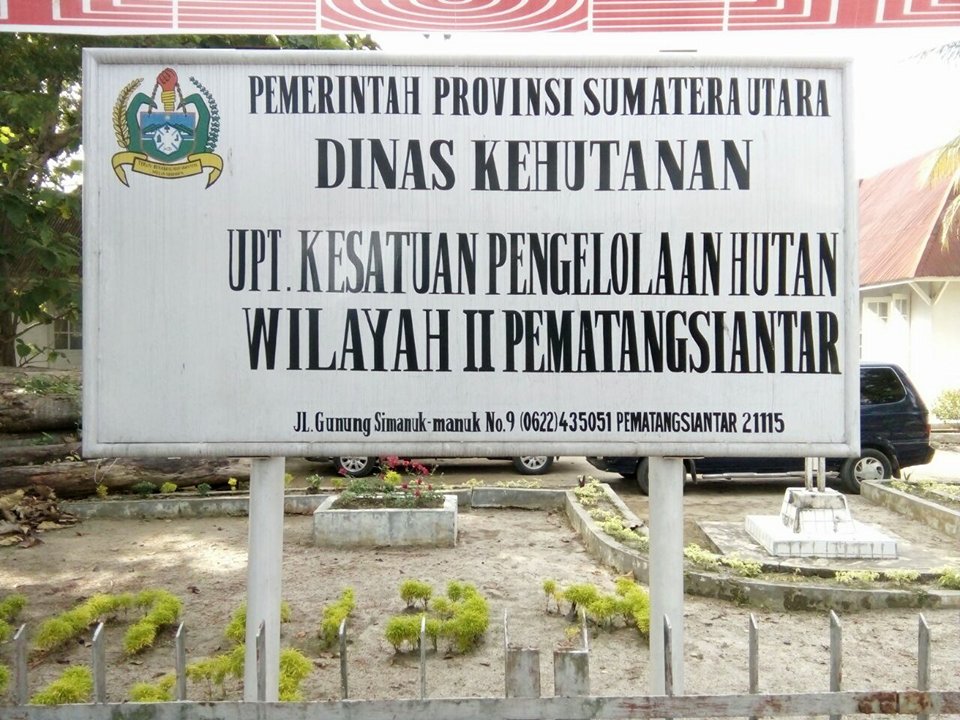 PEMERINTAH PROVINSI SUMATERA UTARA
DINAS KEHUTANAN
UPT. KESATUAN PENGELOLAAN HUTAN
WILAYAH II PEMATANGSIANTAR
JL. Gunung Simanuk-manuk No.9 (0622)435051 PEMATANGSIANTAR 21115